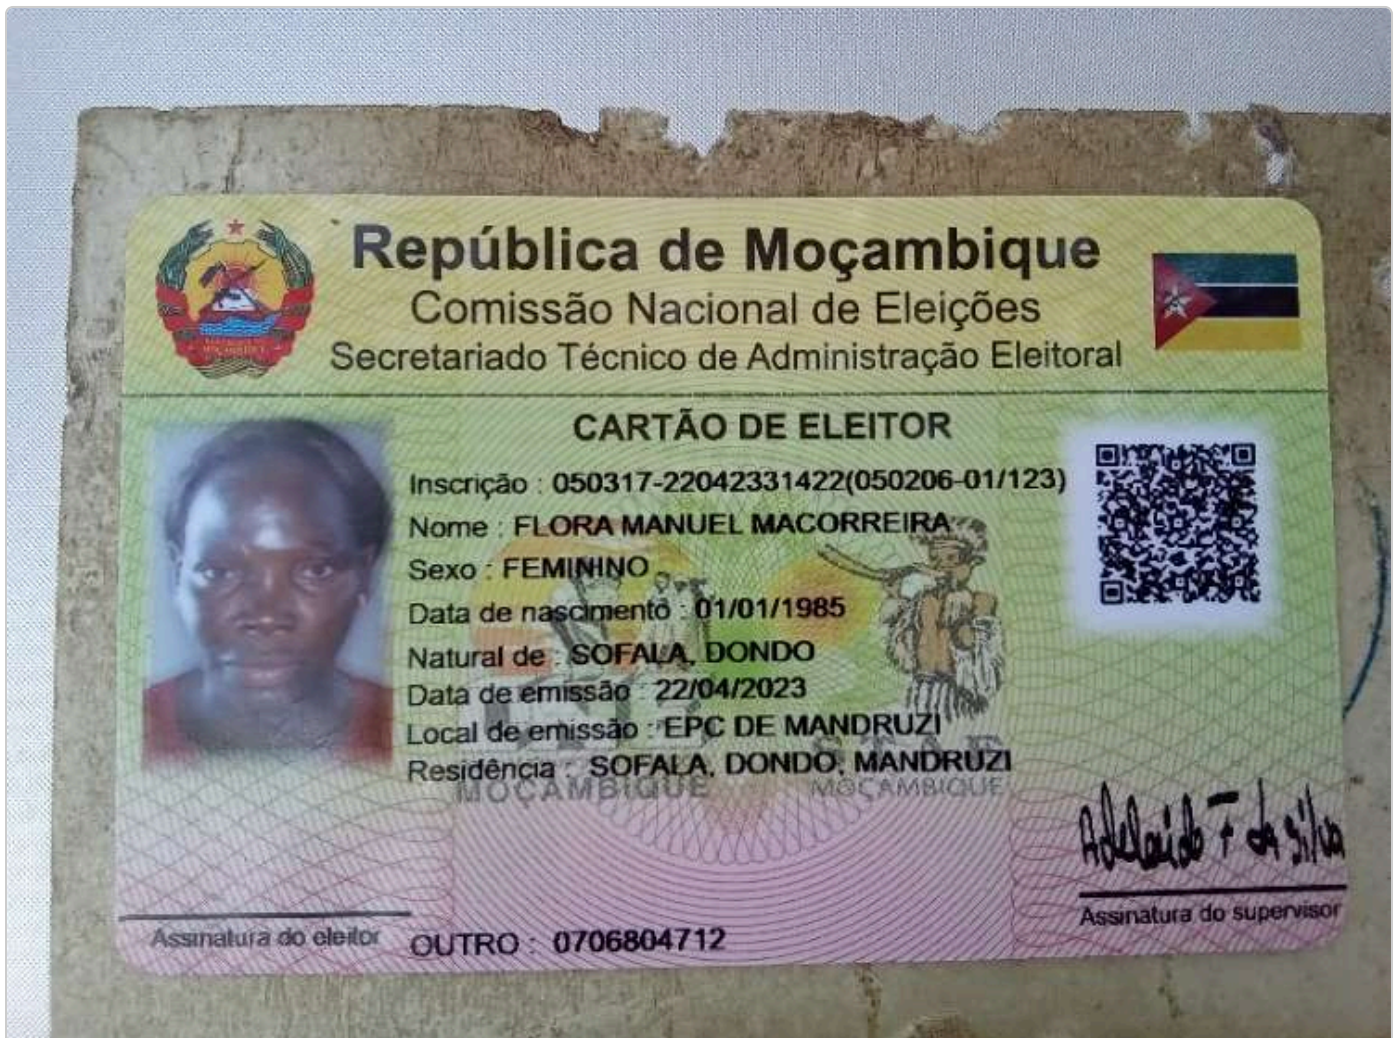 República de Moçambique
Comissão Nacional de Eleições
Secretariado Técnico de Administração Eleitoral
CARTÃO DE ELEITOR
Inscrição : 050317-22042331422(050206-01/123)
Nome : FLORA MANUEL MACORREIRA
Sexo : FEMININO
Data de nascimento : 01/01/1985
Natural de : SOFALA, DONDO
Data de emissão : 22/04/2023
Local de emissão : EPC DE MANDRUZI
Residência : SOFALA, DONDO, MANDRUZI
MOÇAMBIQUE MOÇAMBIQUE
Adelaide F da Silva
Assinatura do eleitor
Assinatura do supervisor
OUTRO : 0706804712